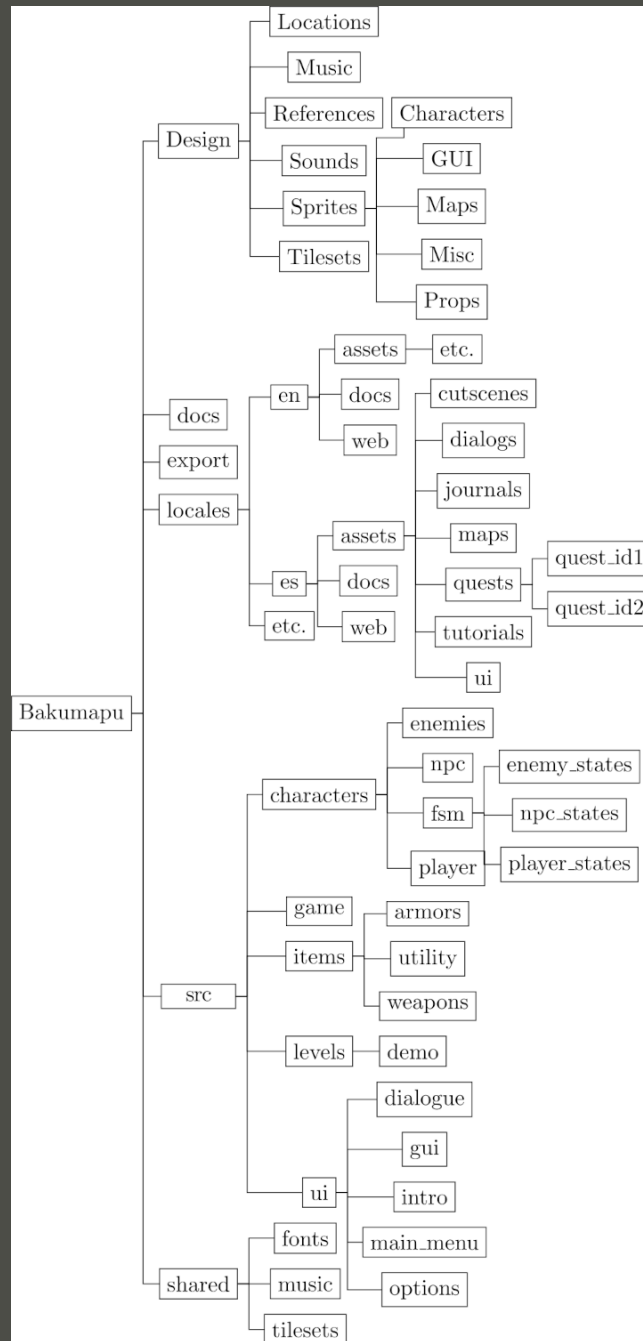 Locations
Music
References
Characters
Design
Sounds
GUI
Sprites
Maps
Tilesets
Misc
Props
assets
etc.
en
docs
cutscenes
docs
web
dialogs
export
journals
locales
assets
maps
quest_id1
es
docs
quests
quest_id2
etc.
web
tutorials
ui
Bakumapu
enemies
npc
enemy_states
characters
fsm
npc_states
player
player_states
game
armors
items
utility
src
weapons
levels
demo
dialogue
gui
ui
intro
fonts
main_menu
shared
music
options
tilesets